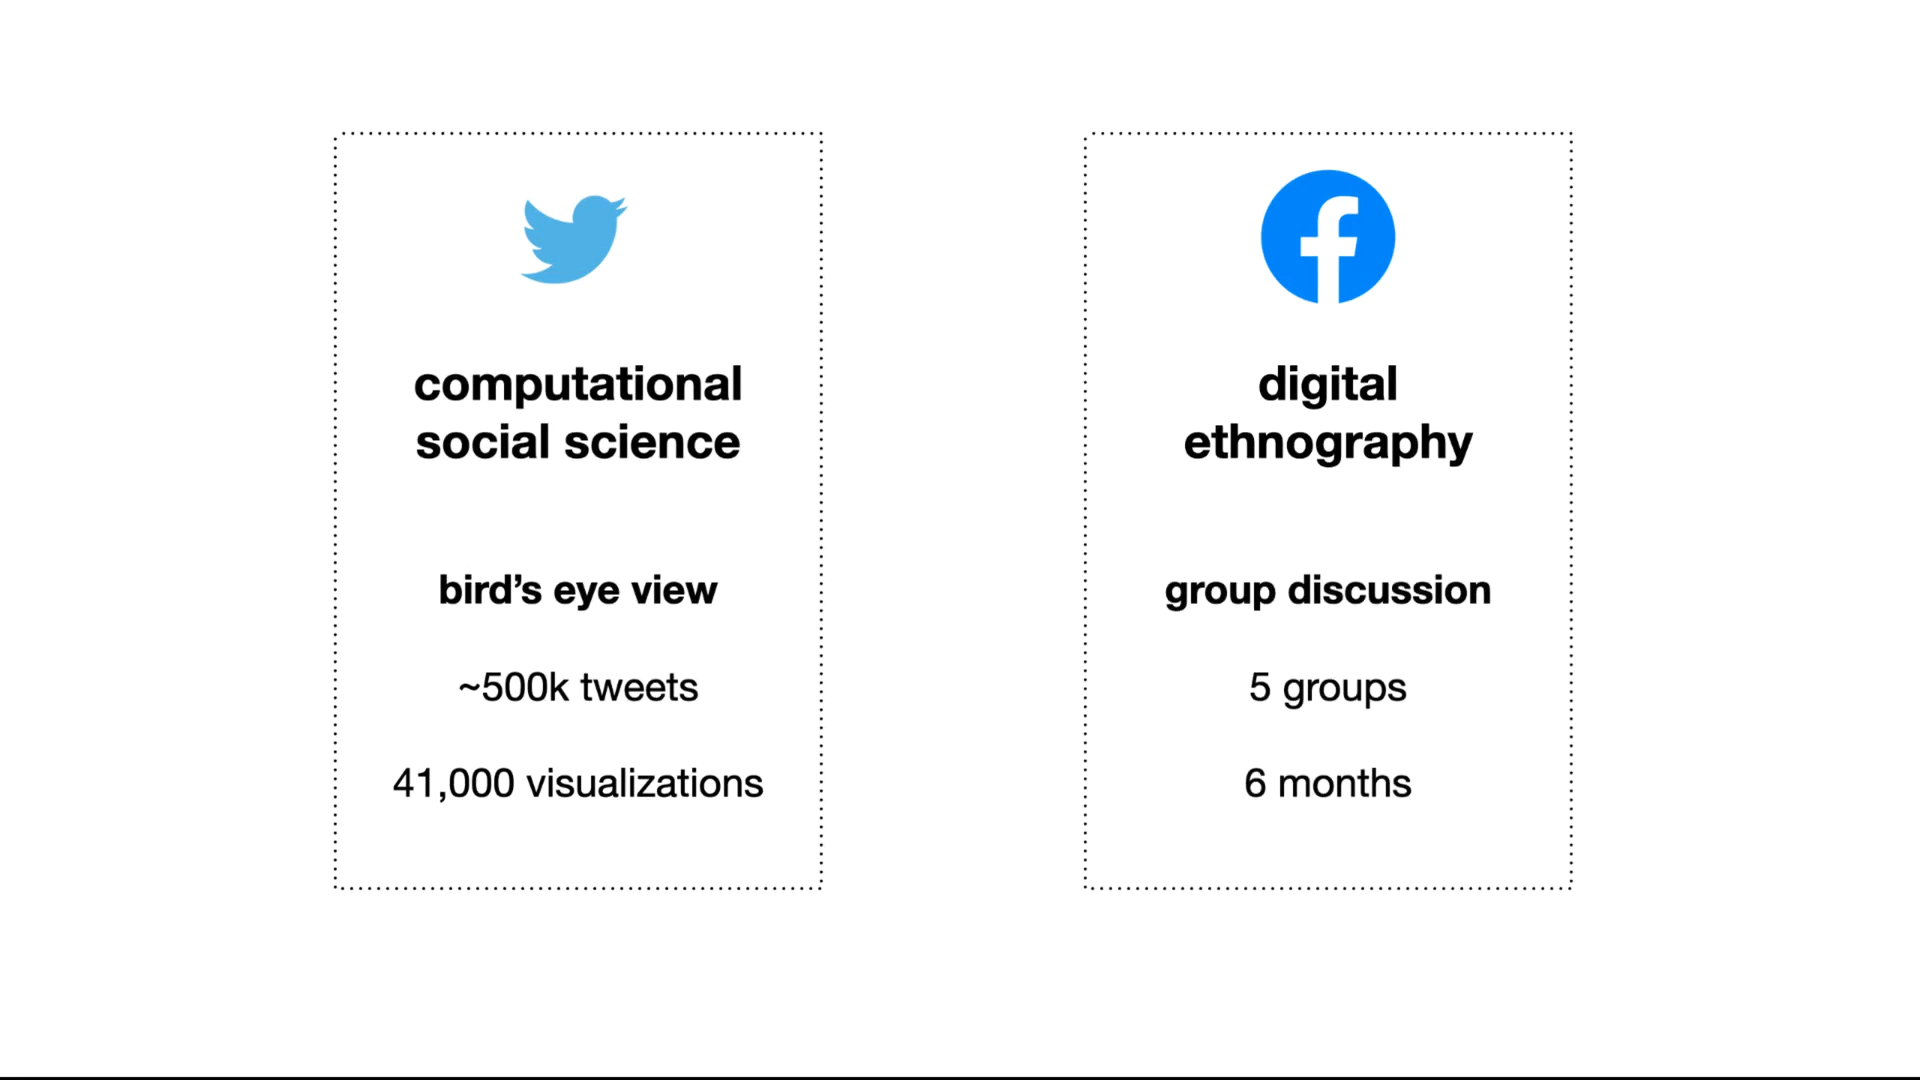 computational
social science
bird’s eye view
~500k tweets
41,000 visualizations
digital
ethnography
group discussion
5 groups
6 months